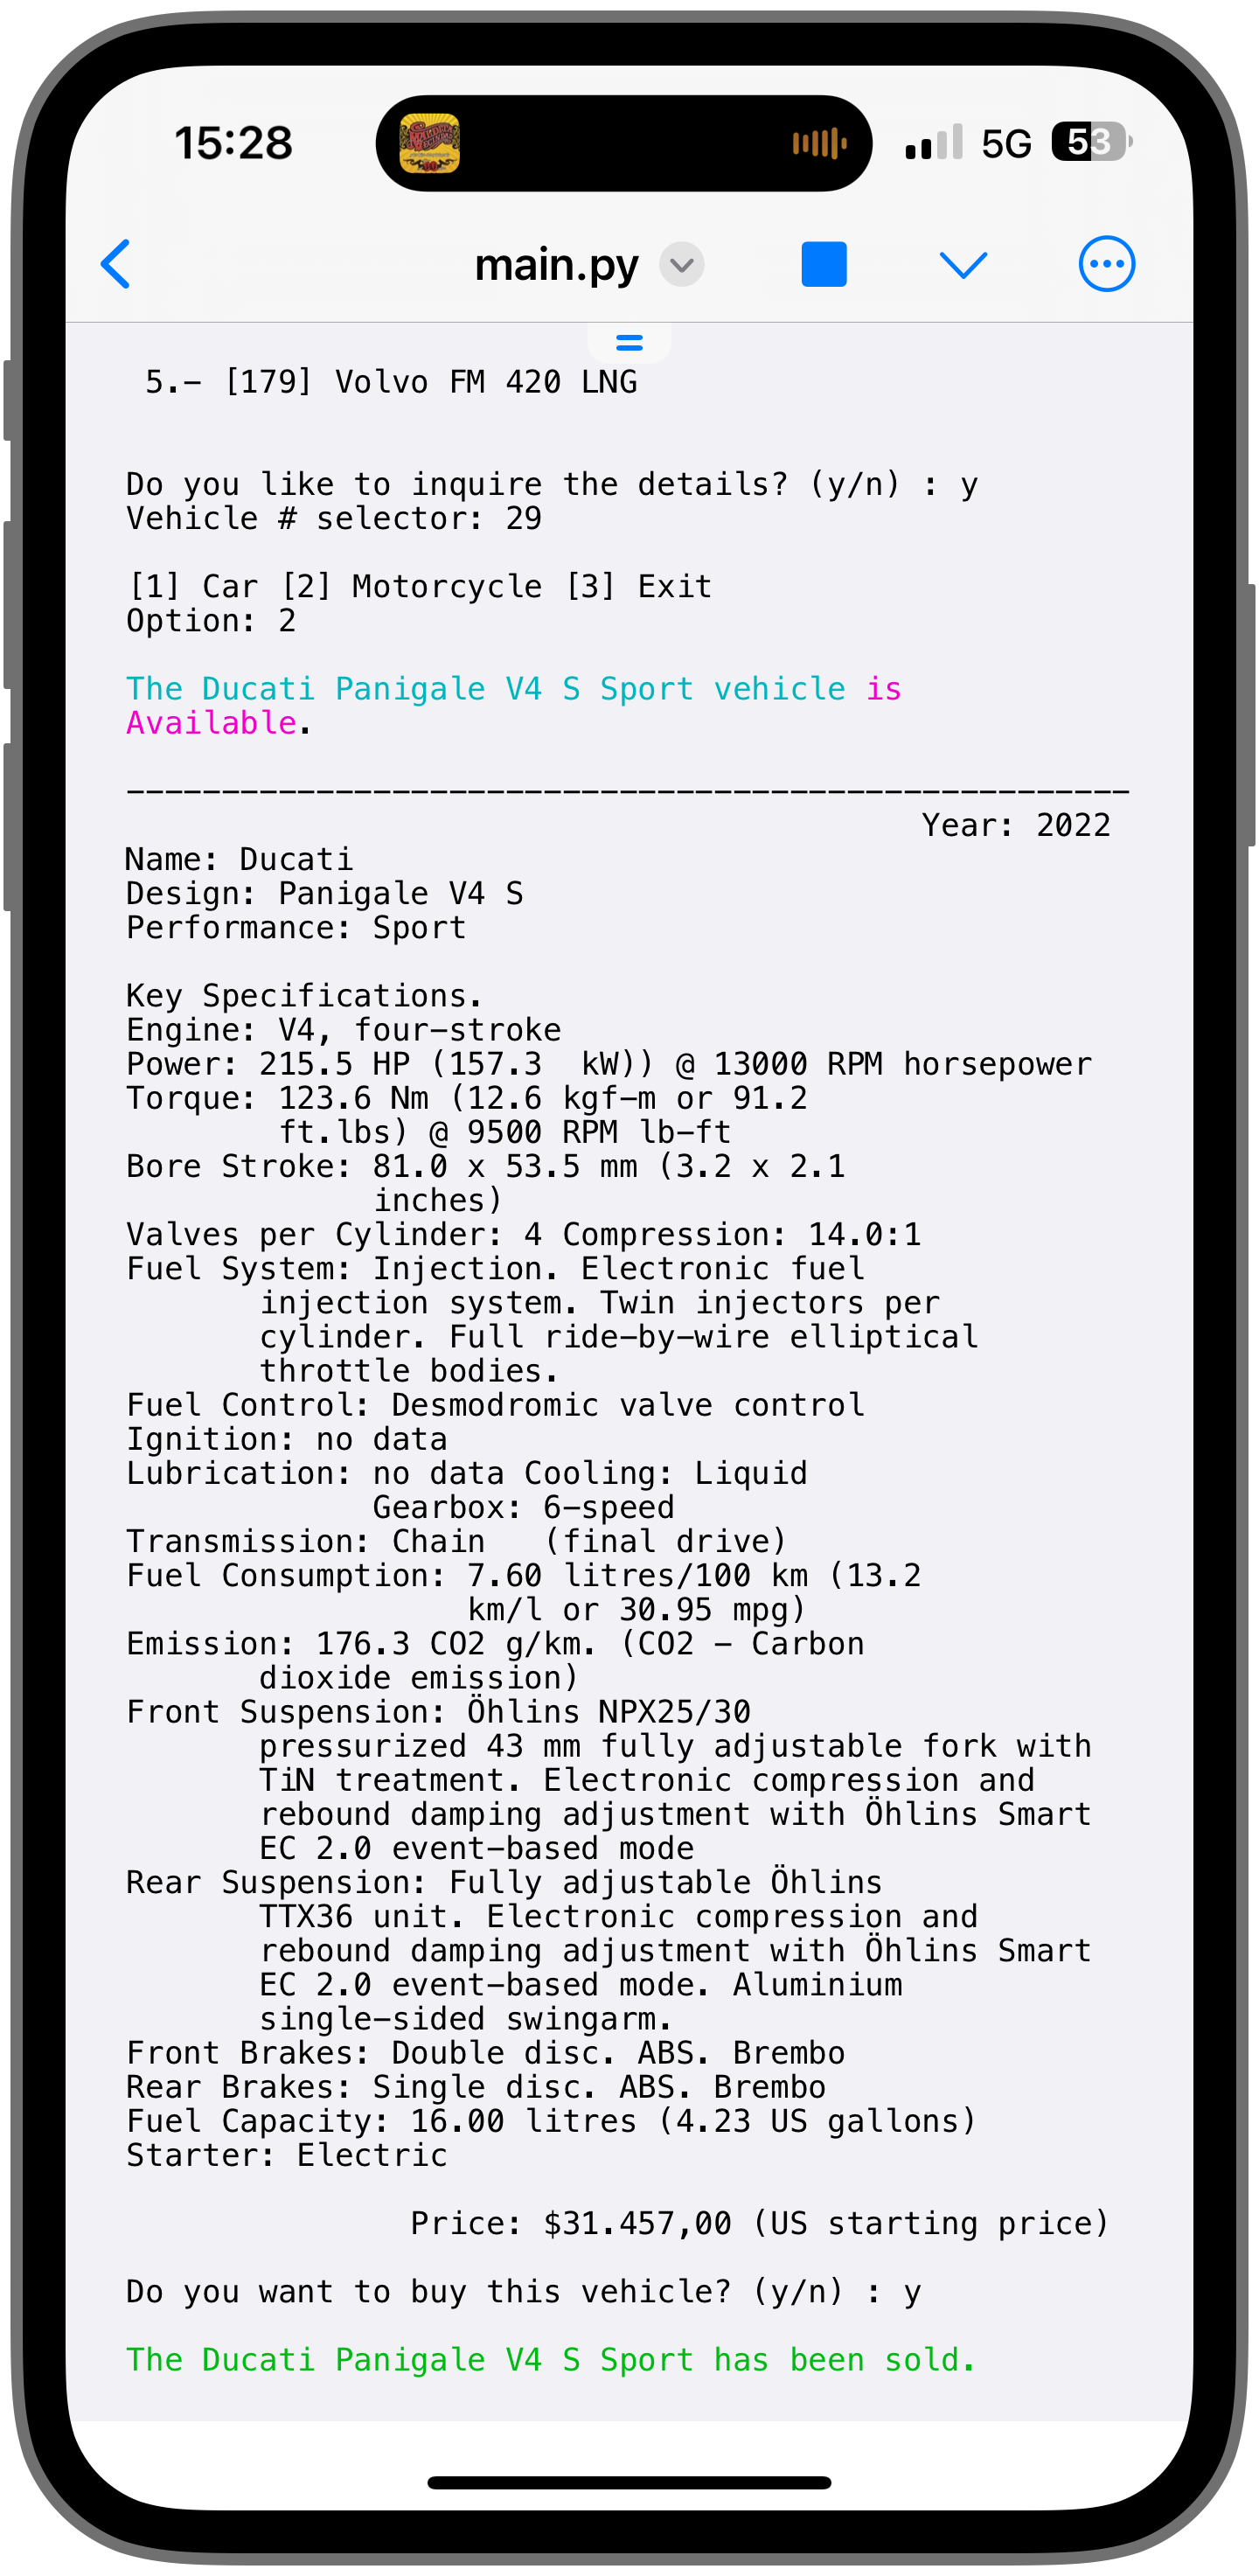 15:28
5G 53
main.py
5.- [179] Volvo FM 420 LNG
Do you like to inquire the details? (y/n) : y
Vehicle # selector: 29
[1] Car [2] Motorcycle [3] Exit
Option: 2
The Ducati Panigale V4 S Sport vehicle is
Available.
-----------------------------------------------------
Year: 2022
Name: Ducati
Design: Panigale V4 S
Performance: Sport
Key Specifications.
Engine: V4, four-stroke
Power: 215.5 HP (157.3  kW)) @ 13000 RPM horsepower
Torque: 123.6 Nm (12.6 kgf-m or 91.2
ft.lbs) @ 9500 RPM lb-ft
Bore Stroke: 81.0 x 53.5 mm (3.2 x 2.1
inches)
Valves per Cylinder: 4 Compression: 14.0:1
Fuel System: Injection. Electronic fuel
injection system. Twin injectors per
cylinder. Full ride-by-wire elliptical
throttle bodies.
Fuel Control: Desmodromic valve control
Ignition: no data
Lubrication: no data Cooling: Liquid
Gearbox: 6-speed
Transmission: Chain   (final drive)
Fuel Consumption: 7.60 litres/100 km (13.2
km/l or 30.95 mpg)
Emission: 176.3 CO2 g/km. (CO2 - Carbon
dioxide emission)
Front Suspension: Öhlins NPX25/30
pressurized 43 mm fully adjustable fork with
TiN treatment. Electronic compression and
rebound damping adjustment with Öhlins Smart
EC 2.0 event-based mode
Rear Suspension: Fully adjustable Öhlins
TTX36 unit. Electronic compression and
rebound damping adjustment with Öhlins Smart
EC 2.0 event-based mode. Aluminium
single-sided swingarm.
Front Brakes: Double disc. ABS. Brembo
Rear Brakes: Single disc. ABS. Brembo
Fuel Capacity: 16.00 litres (4.23 US gallons)
Starter: Electric
Price: $31.457,00 (US starting price)
Do you want to buy this vehicle? (y/n) : y
The Ducati Panigale V4 S Sport has been sold.